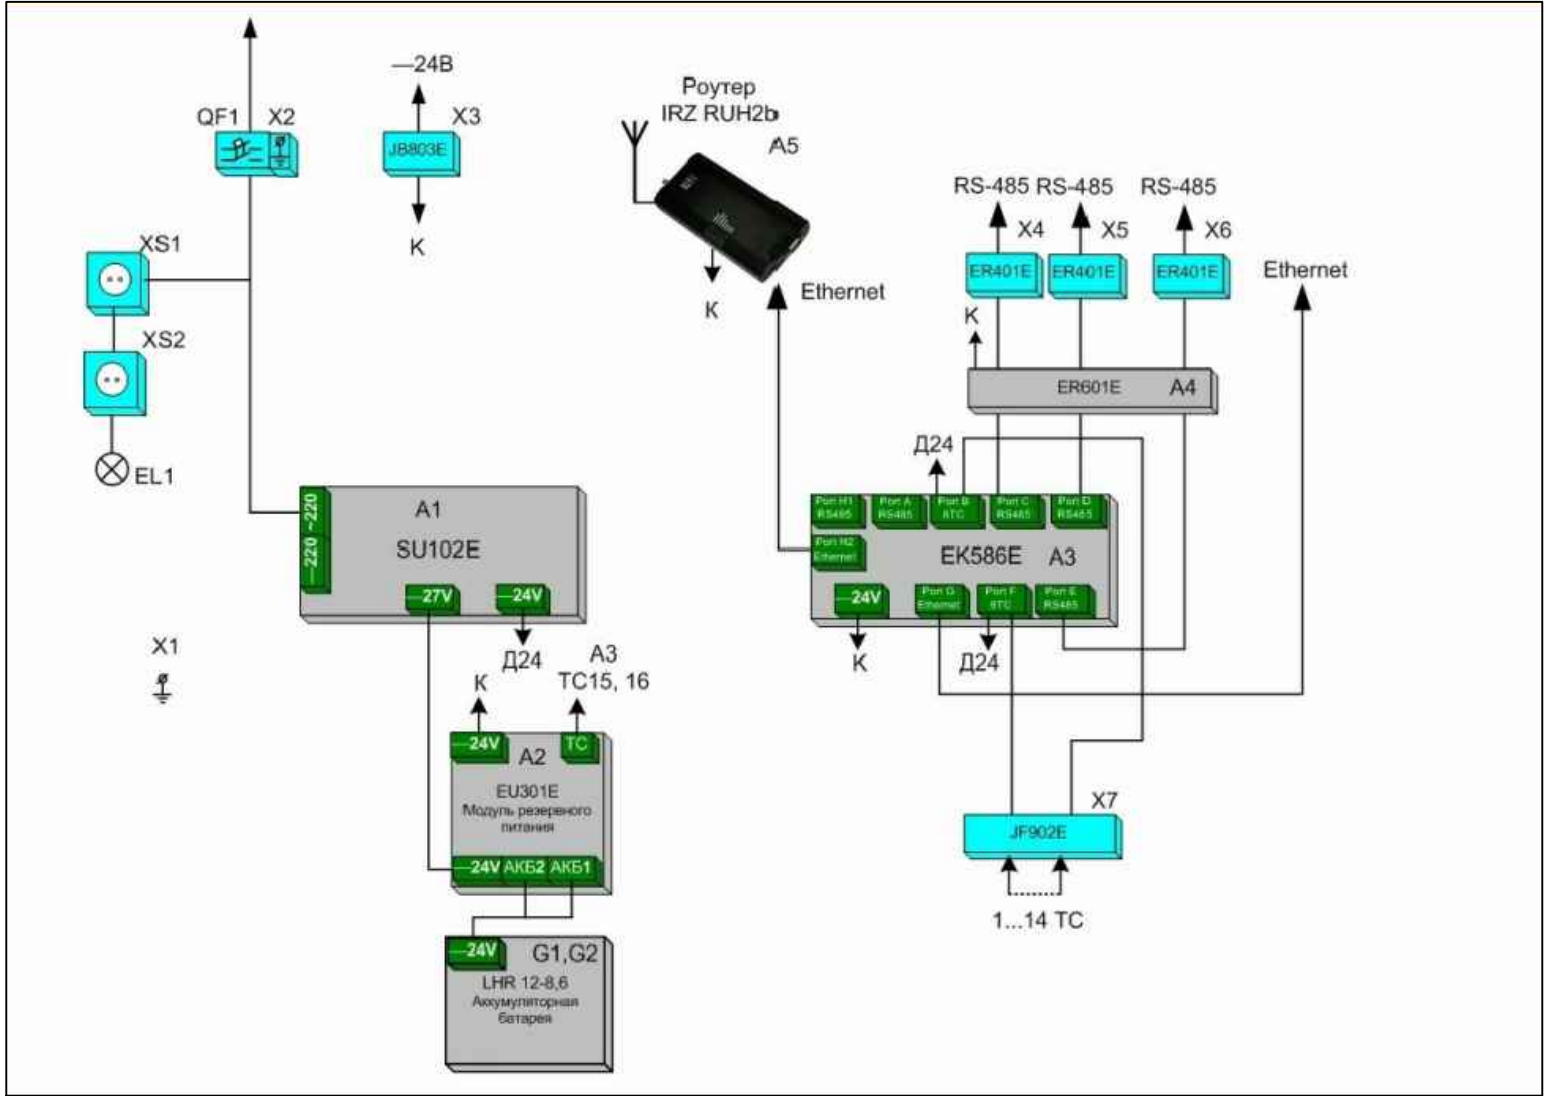 —24В
QF1 X2
X3
JB803E
К
Роутер
IRZ RUH2b
A5
К
Ethernet
XS1
XS2
EL1
RS-485 RS-485 RS-485
X4 X5 X6
ER401E ER401E ER401E
Ethernet
К
ER601E A4
Д24
Port H1
RS485
Port A
RS485
Port B
8TC
Port C
RS485
Port D
RS485
Port H2
Ethernet
EK586E A3
—24V
Port G
Ethernet
Port F
8TC
Port E
RS485
К
Д24
~220
—220
A1
SU102E
—27V
—24V
Д24
X1
A3
TC15, 16
К
—24V
TC
A2
EU301E
Модуль резервного
питания
—24V АКБ2 АКБ1
—24V
G1,G2
LHR 12-8,6
Аккумуляторная
батарея
X7
JF902E
1...14 TC